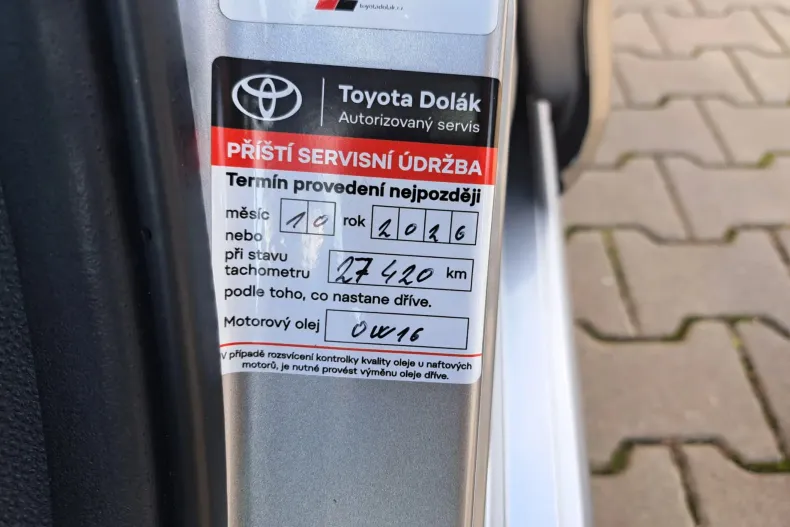 toyotadolak.cz
Toyota Dolák
Autorizovaný servis
PŘÍŠTÍ SERVISNÍ ÚDRŽBA
Termín provedení nejpozději
měsíc 10 rok 2026
nebo
při stavu
tachometru 27 420 km
podle toho, co nastane dříve.
Motorový olej 0W16
V případě rozsvícení kontrolky kvality oleje u naftových
motorů, je nutné provést výměnu oleje dříve.